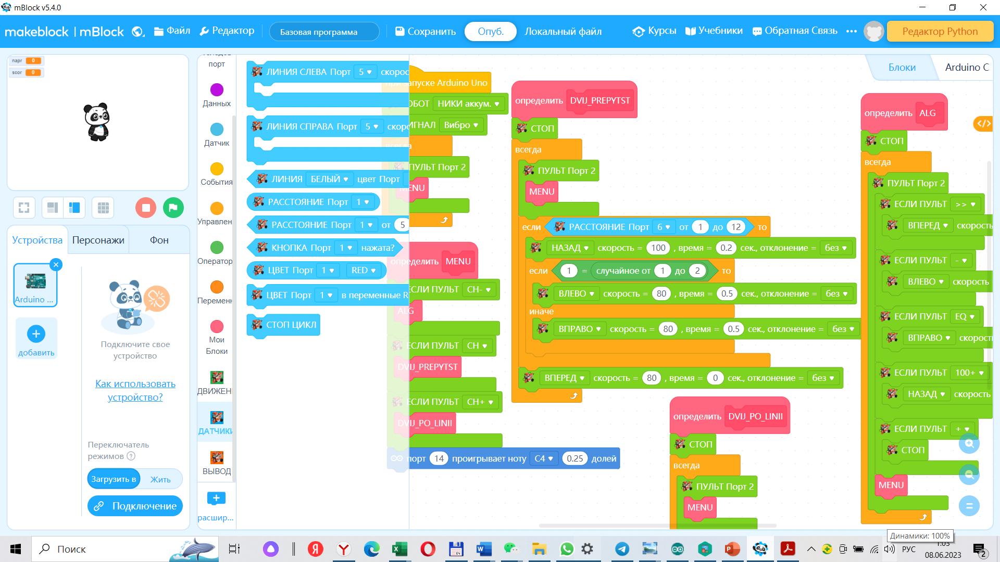 mBlock v5.4.0
makeblock | mBlock
Файл
Редактор
Базовая программа
Сохранить
Опуб.
Локальный файл
Курсы
Учебники
Обратная Связь
Редактор Python
napr 0
scor 0
Устройства
Персонажи
Фон
Arduino ...
добавить
Подключите свое
устройство
Как использовать
устройство?
Переключатель
режимов ?
Загрузить в
Жить
Подключение
порт
Данных
Датчик
События
Управлен
Оператор
Переменн
Мои
Блоки
ДВИЖЕН
ДАТЧИКИ
ВЫВОД
расшир...
ЛИНИЯ СЛЕВА Порт 5 скорос
ЛИНИЯ СПРАВА Порт 5 скоро
ЛИНИЯ БЕЛЫЙ цвет Порт
РАССТОЯНИЕ Порт 1
РАССТОЯНИЕ Порт 1 от 5
КНОПКА Порт 1 нажата?
ЦВЕТ Порт 1 RED
ЦВЕТ Порт 1 в переменные R
СТОП ЦИКЛ
при запуске Arduino Uno
ОБОТ НИКИ аккум.
ИГНАЛ Вибро
всегда
ПУЛЬТ Порт 2
MENU
определить MENU
ЕСЛИ ПУЛЬТ CH-
ALG
ЕСЛИ ПУЛЬТ CH
DVIJ_PREPYTST
ЕСЛИ ПУЛЬТ CH+
DVIJ_PO_LINII
порт 14 проигрывает ноту C4 0.25 долей
определить DVIJ_PREPYTST
СТОП
всегда
ПУЛЬТ Порт 2
MENU
если РАССТОЯНИЕ Порт 6 от 1 до 12 то
НАЗАД скорость = 100 , время = 0.2 сек., отклонение = без
если 1 = случайное от 1 до 2 то
ВЛЕВО скорость = 80 , время = 0.5 сек., отклонение = без
иначе
ВПРАВО скорость = 80 , время = 0.5 сек., отклонение = без
ВПЕРЕД скорость = 80 , время = 0 сек., отклонение = без
определить DVIJ_PO_LINII
СТОП
всегда
ПУЛЬТ Порт 2
MENU
Блоки
Arduino C
определить ALG
СТОП
всегда
ПУЛЬТ Порт 2
ЕСЛИ ПУЛЬТ >>
ВПЕРЕД скорость
ЕСЛИ ПУЛЬТ -
ВЛЕВО скорость
ЕСЛИ ПУЛЬТ EQ
ВПРАВО скорость
ЕСЛИ ПУЛЬТ 100+
НАЗАД скорость
ЕСЛИ ПУЛЬТ +
СТОП
MENU
</>
Динамики: 100%
Поиск
РУС
1:03
08.06.2023
2